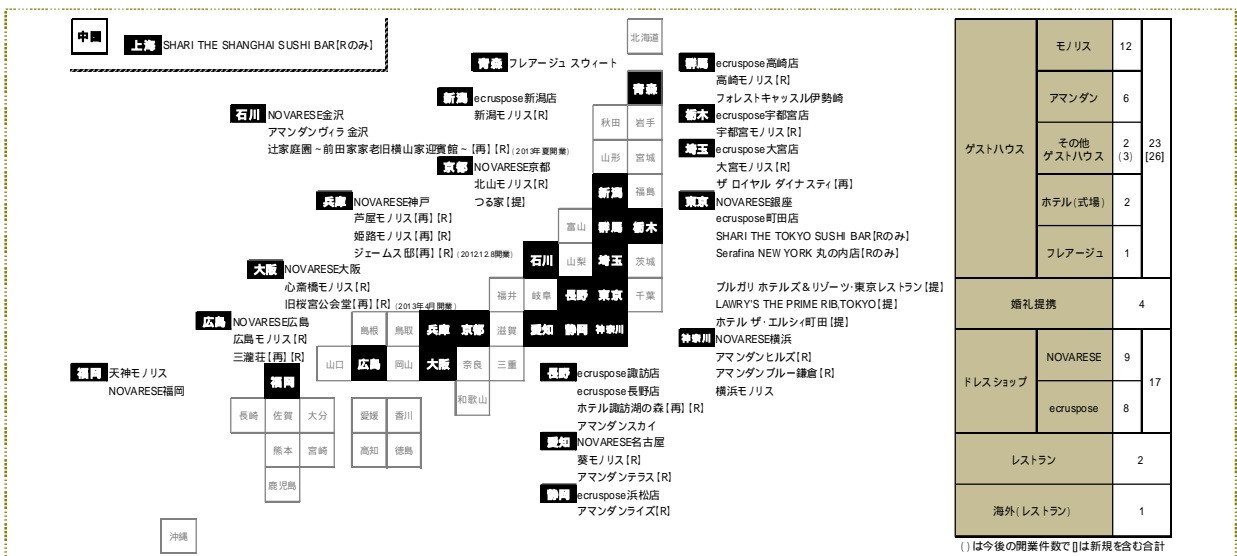 中国
上海 SHARI THE SHANGHAI SUSHI BAR【Rのみ】
青森 フレアージュ スウィート
新潟 ecruspose新潟店
新潟モノリス【R】
石川 NOVARESE金沢
アマンダンヴィラ 金沢
辻家庭園～前田家家老旧横山家迎賓館～【再】【R】(2013年夏開業)
京都 NOVARESE京都
北山モノリス【R】
つる家【提】
兵庫 NOVARESE神戸
芦屋モノリス【再】【R】
姫路モノリス【再】【R】
ジェームス邸【再】【R】(2012.12.8開業)
大阪 NOVARESE大阪
心斎橋モノリス【R】
旧桜宮公会堂【再】【R】(2013年4月開業)
広島 NOVARESE広島
広島モノリス【R】
三瀧荘【再】【R】
福岡 天神モノリス
NOVARESE福岡
群馬 ecruspose高崎店
高崎モノリス【R】
フォレストキャッスル伊勢崎
栃木 ecruspose宇都宮店
宇都宮モノリス【R】
埼玉 ecruspose大宮店
大宮モノリス【R】
ザ ロイヤル ダイナスティ【再】
東京 NOVARESE銀座
ecruspose町田店
SHARI THE TOKYO SUSHI BAR【Rのみ】
Serafina NEW YORK 丸の内店【Rのみ】
ブルガリ ホテルズ&リゾーツ・東京レストラン【提】
LAWRY'S THE PRIME RIB,TOKYO【提】
ホテル ザ・エルシィ町田【提】
神奈川 NOVARESE横浜
アマンダンヒルズ【R】
アマンダンブルー鎌倉【R】
横浜モノリス
長野 ecruspose諏訪店
ecruspose長野店
ホテル諏訪湖の森【再】【R】
アマンダンスカイ
愛知 NOVARESE名古屋
葵モノリス【R】
アマンダンテラス【R】
静岡 ecruspose浜松店
アマンダンライズ【R】
北海道
青森
秋田 岩手
山形 宮城
新潟 福島
富山 群馬 栃木
石川 山梨 埼玉 茨城
福井 岐阜 長野 東京 千葉
島根 鳥取 兵庫 京都 滋賀 愛知 静岡 神奈川
山口 広島 岡山 大阪 奈良 三重
福岡 和歌山
長崎 佐賀 大分 愛媛 香川
熊本 宮崎 高知 徳島
鹿児島
沖縄
ゲストハウス モノリス 12 23 [26]
アマンダン 6
その他ゲストハウス 2 (3)
ホテル(式場) 2
フレアージュ 1
婚礼提携 4
ドレスショップ NOVARESE 9 17
ecruspose 8
レストラン 2
海外(レストラン) 1
( )は今後の開業件数で[]は新規を含む合計